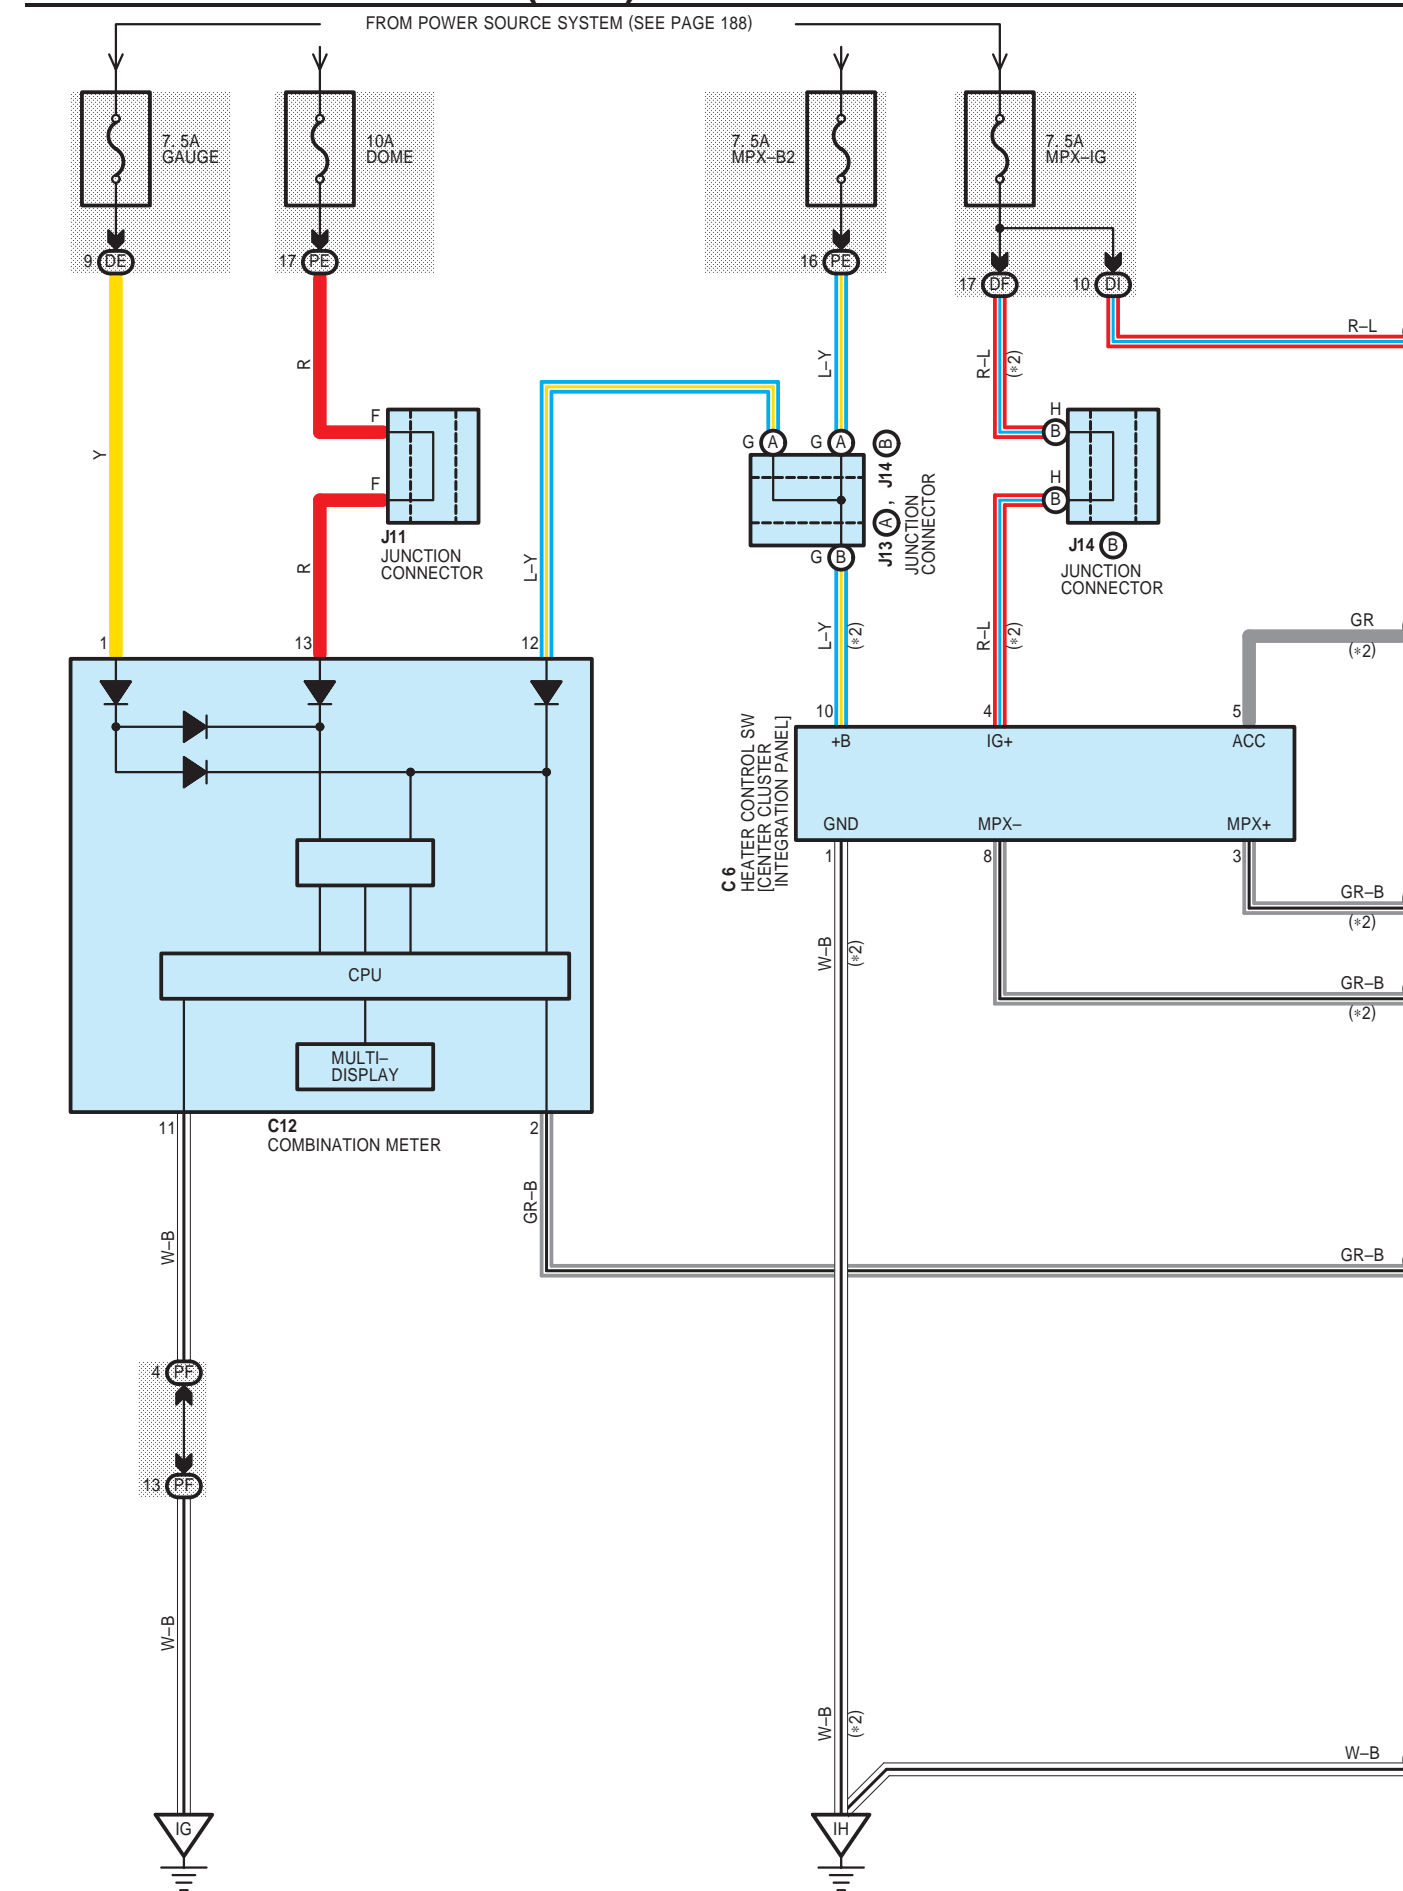 FROM POWER SOURCE SYSTEM (SEE PAGE 188)
7. 5A
GAUGE
10A
DOME
7. 5A
MPX–B2
7. 5A
MPX–IG
9 DE
17 PE
16 PE
17 DF
10 DI
R–L
Y
R
L–Y
R–L
(*2)
F
F
J11
JUNCTION
CONNECTOR
R
L–Y
G A
G A
G B
J13 A , J14 B
JUNCTION
CONNECTOR
H
B
H
B
J14 B
JUNCTION
CONNECTOR
L–Y
(*2)
R–L
(*2)
GR
(*2)
1
13
12
10
4
5
+B
IG+
ACC
GND
MPX–
MPX+
C 6
HEATER CONTROL SW
[CENTER CLUSTER
INTEGRATION PANEL]
1
8
3
GR–B
(*2)
GR–B
(*2)
W–B
(*2)
CPU
MULTI–
DISPLAY
11
C12
COMBINATION METER
2
GR–B
W–B
GR–B
4 PF
13 PF
W–B
W–B
(*2)
W–B
IG
IH